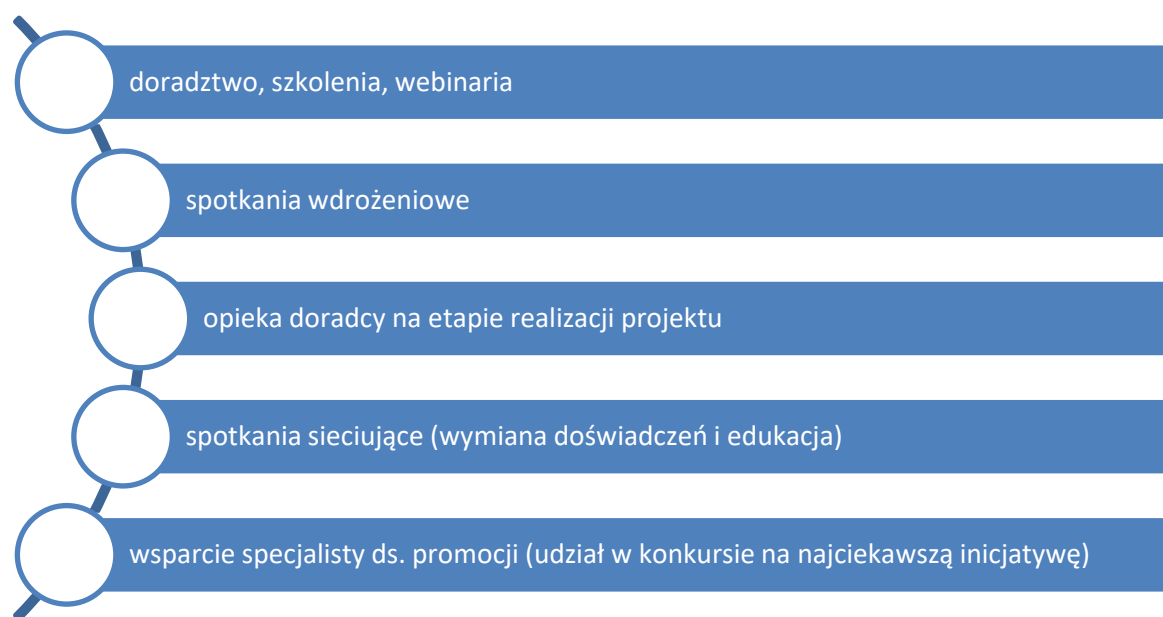 doradztwo, szkolenia, webinaria
spotkania wdrożeniowe
opieka doradcy na etapie realizacji projektu
spotkania sieciujące (wymiana doświadczeń i edukacja)
wsparcie specjalisty ds. promocji (udział w konkursie na najciekawszą inicjatywę)